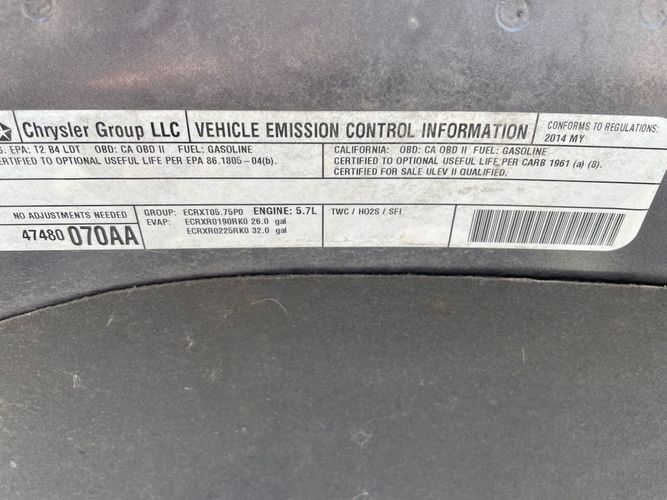 Chrysler Group LLC
VEHICLE EMISSION CONTROL INFORMATION
CONFORMS TO REGULATIONS:
2014 MY
EPA: T2 B4 LDT OBD: CA OBD II FUEL: GASOLINE
CERTIFIED TO OPTIONAL USEFUL LIFE PER EPA 86.1805-04(b).
CALIFORNIA: OBD: CA OBD II FUEL: GASOLINE
CERTIFIED TO OPTIONAL USEFUL LIFE PER CARB 1961 (a) (8).
CERTIFIED FOR SALE ULEV II QUALIFIED.
NO ADJUSTMENTS NEEDED
47480 070AA
GROUP: ECRXT05.75P0 ENGINE: 5.7L
EVAP: ECRXR0190RK0 26.0 gal
ECRXR0225RK0 32.0 gal
TWC / HO2S / SFI